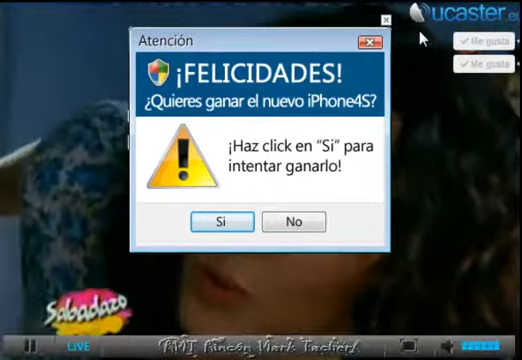 ucaster.eu
Atención
Me gusta
¡FELICIDADES!
Me gusta
¿Quieres ganar el nuevo iPhone4S?
¡Haz click en "Si" para
intentar ganarlo!
Si
No
Sabadazo
LIVE